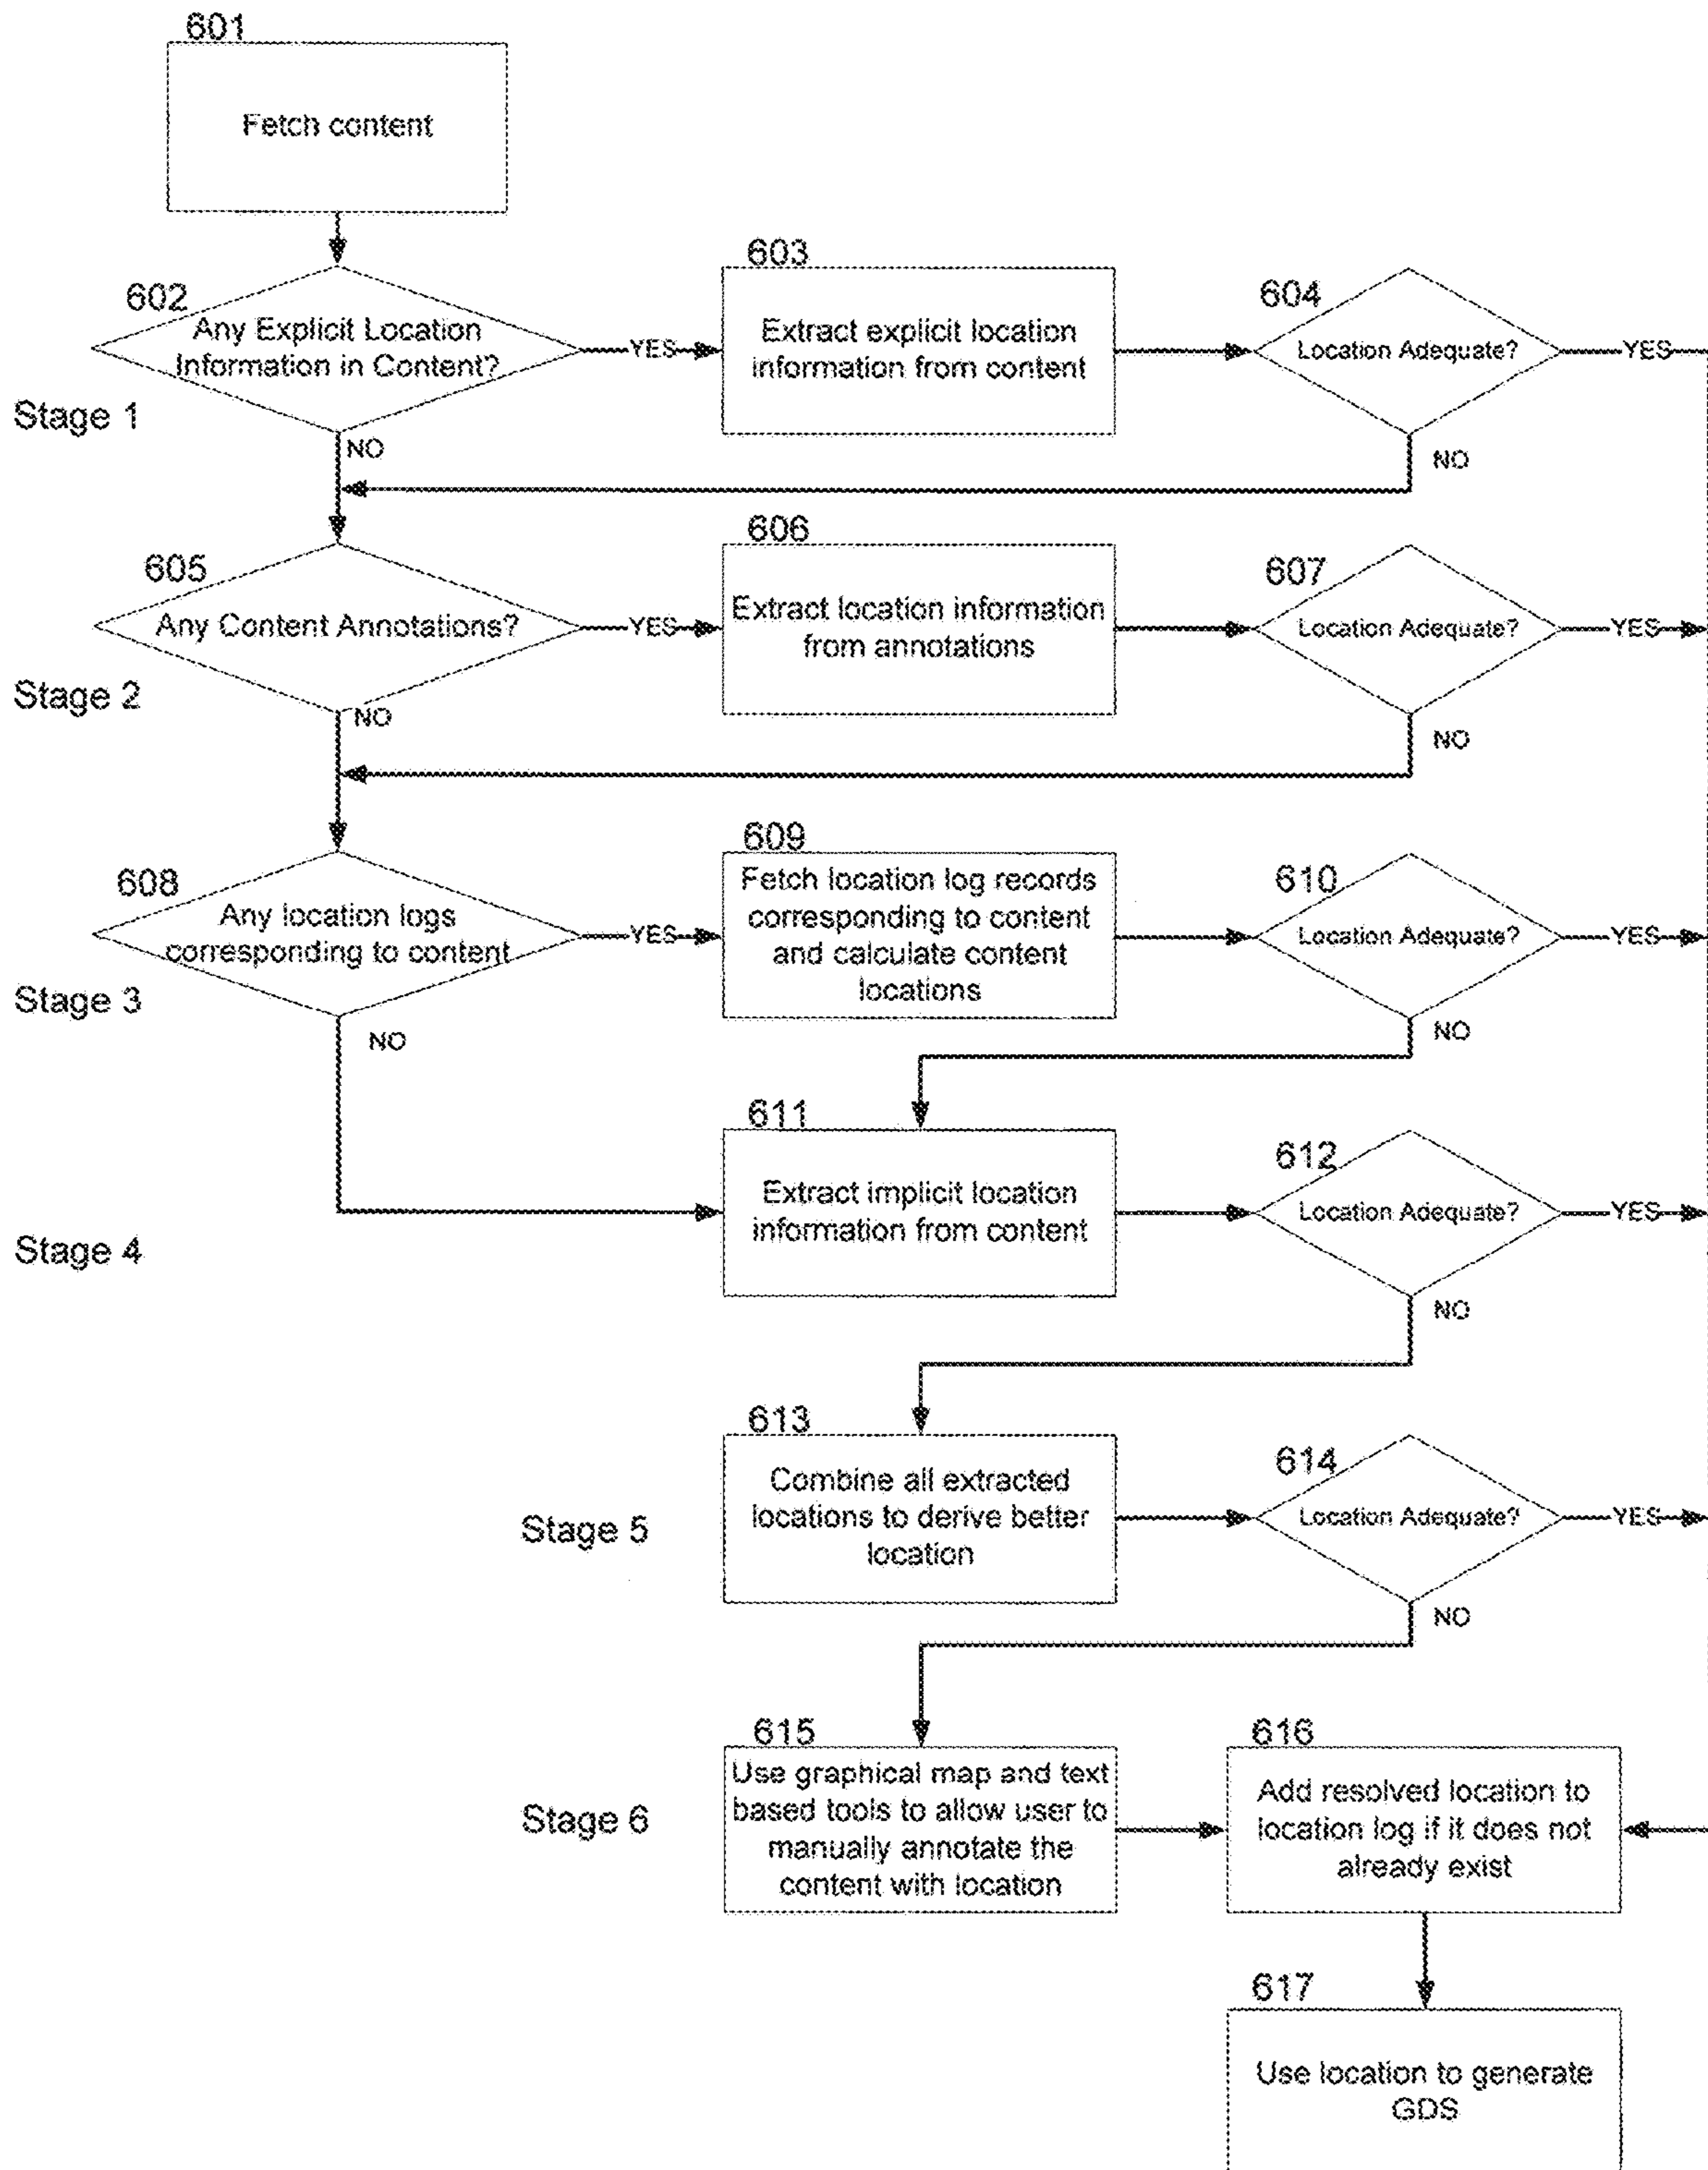 601
Fetch content
602
Any Explicit Location
Information in Content?
YES
603
Extract explicit location
information from content
604
Location Adequate?
YES
Stage 1
NO
NO
605
Any Content Annotations?
YES
606
Extract location information
from annotations
607
Location Adequate?
YES
Stage 2
NO
NO
608
Any location logs
corresponding to content
YES
609
Fetch location log records
corresponding to content
and calculate content
locations
610
Location Adequate?
YES
Stage 3
NO
NO
611
Extract implicit location
information from content
612
Location Adequate?
YES
Stage 4
NO
613
Combine all extracted
locations to derive better
location
614
Location Adequate?
YES
Stage 5
NO
615
Use graphical map and text
based tools to allow user to
manually annotate the
content with location
616
Add resolved location to
location log if it does not
already exist
Stage 6
617
Use location to generate
GDS